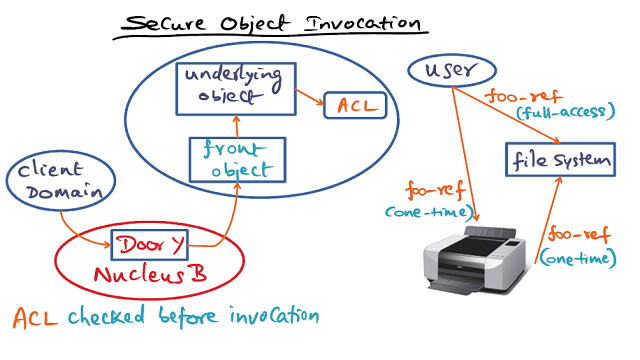 Secure Object Invocation
underlying
object
ACL
front
object
client
Domain
Door Y
Nucleus B
ACL checked before invocation
user
foo-ref
(full-access)
file system
foo-ref
(one-time)
foo-ref
(one-time)